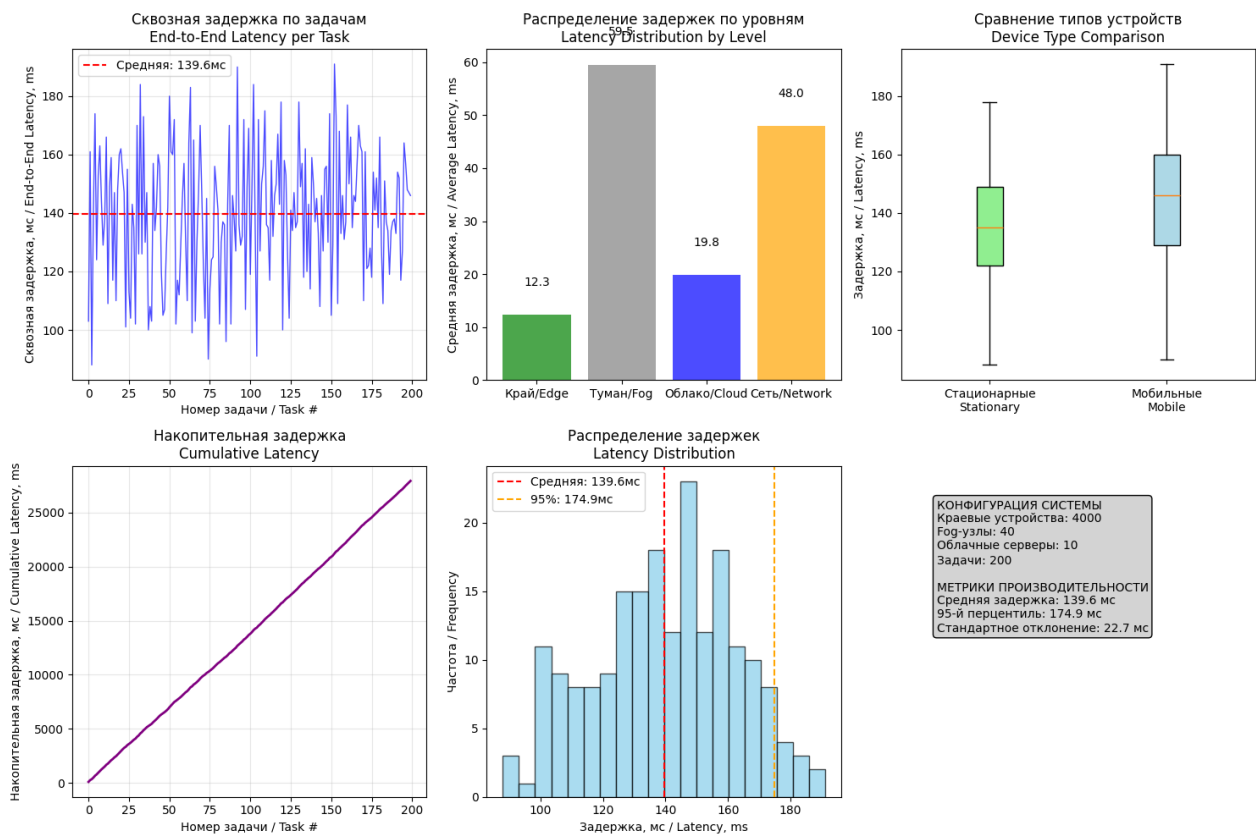 Сквозная задержка по задачам
End-to-End Latency per Task
Сквозная задержка, мс / End-to-End Latency, ms
Средняя: 139.6мс
180
160
140
120
100
0 25 50 75 100 125 150 175 200
Номер задачи / Task #
Распределение задержек по уровням
Latency Distribution by Level
59.5
Средняя задержка, мс / Average Latency, ms
60
50
40
30
20
10
0
12.3
19.8
48.0
Край/Edge Туман/Fog Облако/Cloud Сеть/Network
Сравнение типов устройств
Device Type Comparison
Задержка, мс / Latency, ms
180
160
140
120
100
Стационарные
Stationary
Мобильные
Mobile
Накопительная задержка
Cumulative Latency
Накопительная задержка, мс / Cumulative Latency, ms
25000
20000
15000
10000
5000
0
0 25 50 75 100 125 150 175 200
Номер задачи / Task #
Распределение задержек
Latency Distribution
Частота / Frequency
Средняя: 139.6мс
95%: 174.9мс
20
15
10
5
0
100 120 140 160 180
Задержка, мс / Latency, ms
КОНФИГУРАЦИЯ СИСТЕМЫ
Краевые устройства: 4000
Fog-узлы: 40
Облачные серверы: 10
Задачи: 200
МЕТРИКИ ПРОИЗВОДИТЕЛЬНОСТИ
Средняя задержка: 139.6 мс
95-й перцентиль: 174.9 мс
Стандартное отклонение: 22.7 мс